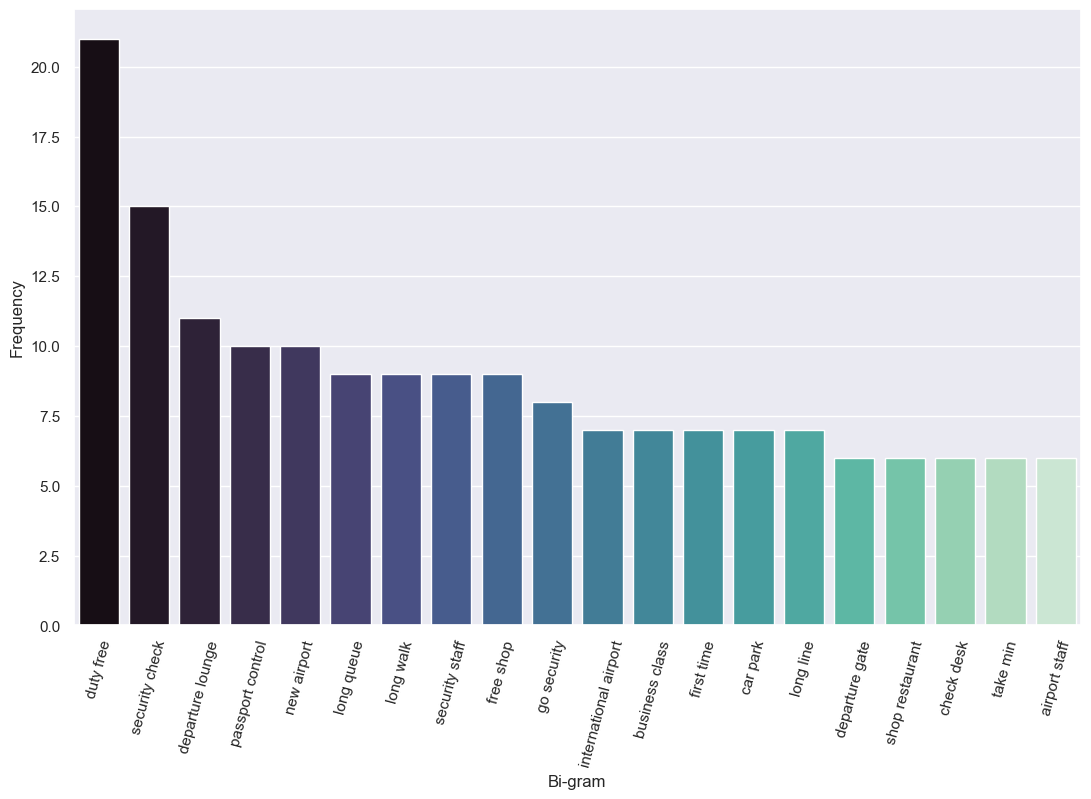 20.0
17.5
15.0
12.5
10.0
7.5
5.0
2.5
0.0
Frequency
duty free
security check
departure lounge
passport control
new airport
long queue
long walk
security staff
free shop
go security
international airport
business class
first time
car park
long line
departure gate
shop restaurant
check desk
take min
airport staff
Bi-gram